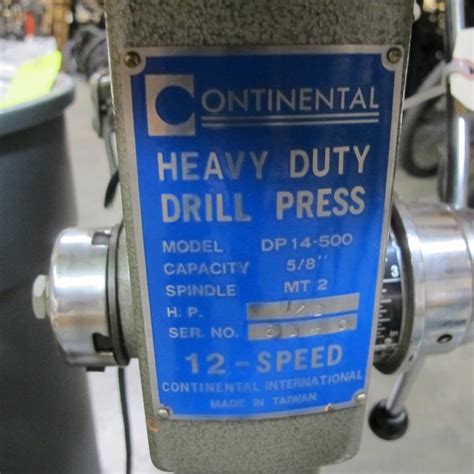 CONTINENTAL
HEAVY DUTY
DRILL PRESS
MODEL DP14-500
CAPACITY 5/8"
SPINDLE MT 2
H. P.
SER. NO.
12-SPEED
CONTINENTAL INTERNATIONAL
MADE IN TAIWAN
3